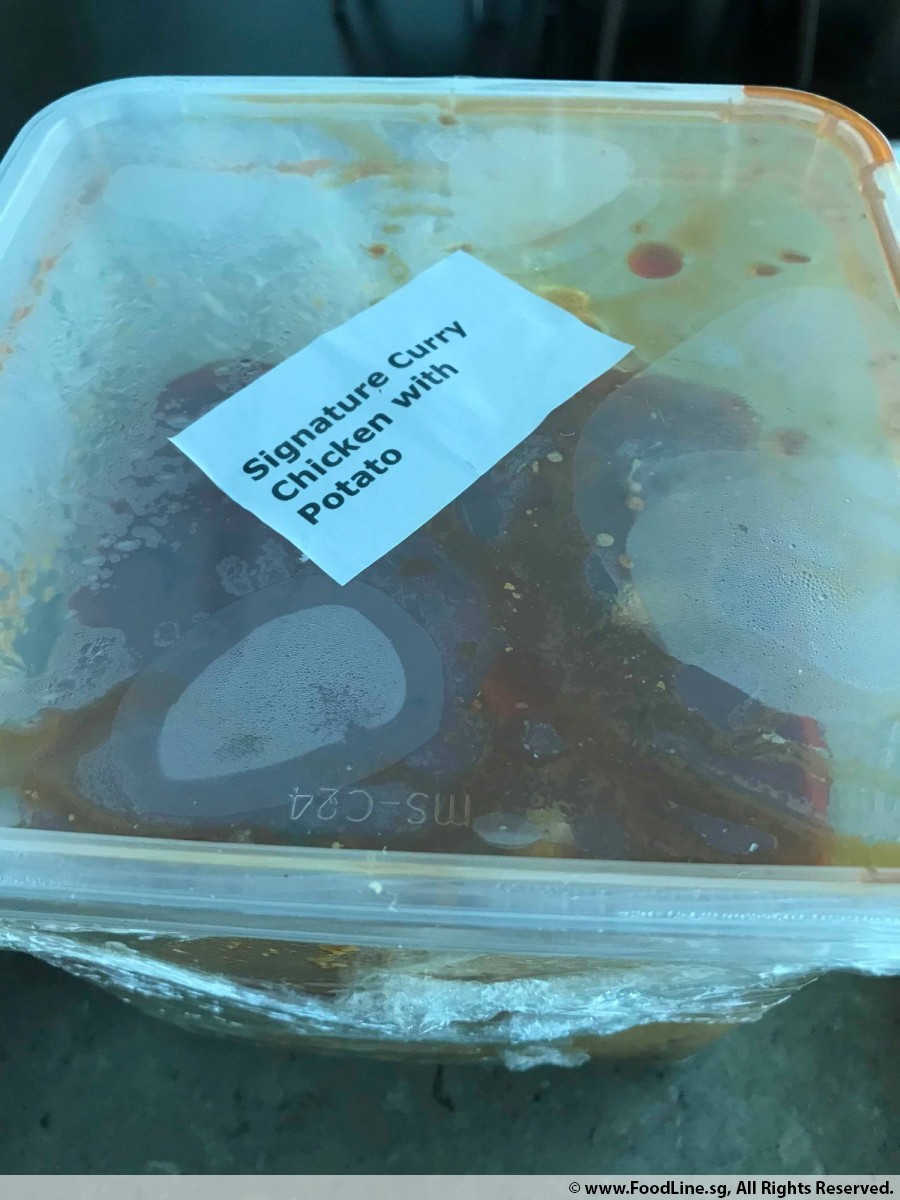 Signature Curry
Chicken with
Potato
MS-C24
© www.FoodLine.sg, All Rights Reserved.